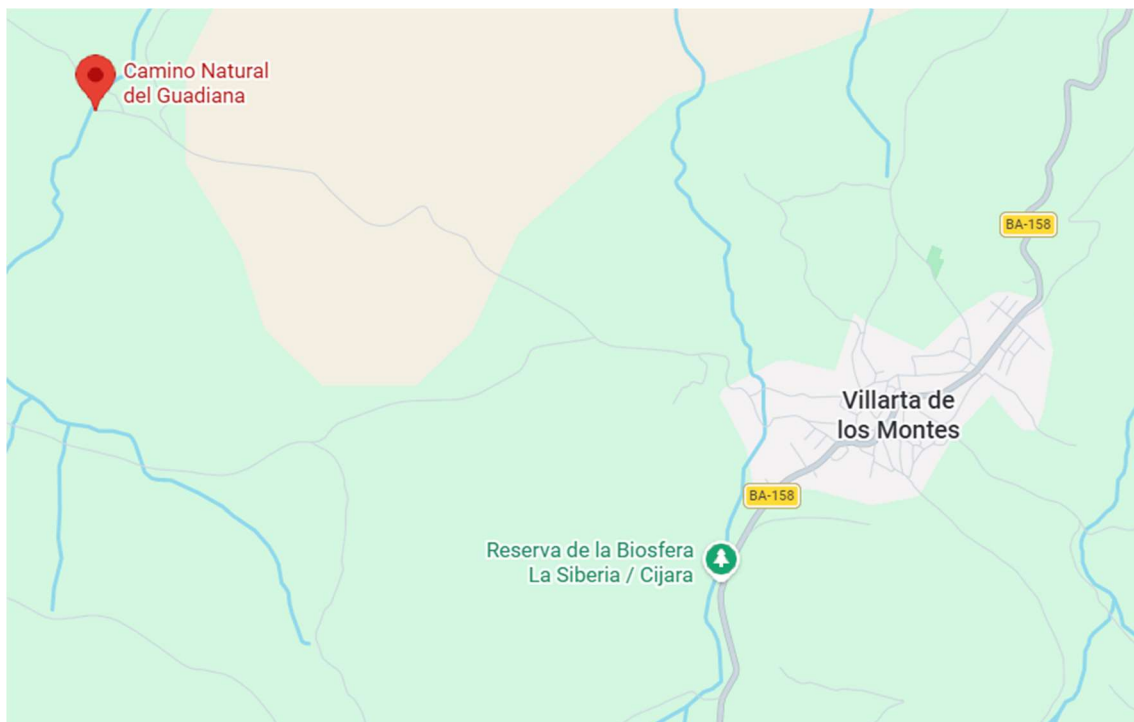 Camino Natural
del Guadiana
BA-158
Villarta de
los Montes
BA-158
Reserva de la Biosfera
La Siberia / Cijara